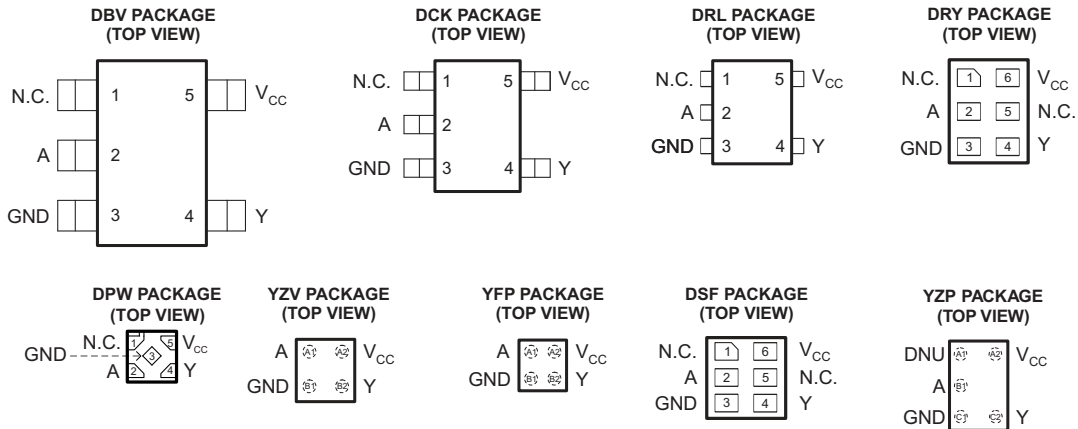 DBV PACKAGE
(TOP VIEW)
N.C. 1 5 VCC
A 2
GND 3 4 Y
DCK PACKAGE
(TOP VIEW)
N.C. 1 5 VCC
A 2
GND 3 4 Y
DRL PACKAGE
(TOP VIEW)
N.C. 1 5 VCC
A 2
GND 3 4 Y
DRY PACKAGE
(TOP VIEW)
N.C. 1 6 VCC
A 2 5 N.C.
GND 3 4 Y
DPW PACKAGE
(TOP VIEW)
N.C. 1 5 VCC
GND 3
A 2 4 Y
YZV PACKAGE
(TOP VIEW)
A A1 A2 VCC
GND B1 B2 Y
YFP PACKAGE
(TOP VIEW)
A A1 A2 VCC
GND B1 B2 Y
DSF PACKAGE
(TOP VIEW)
N.C. 1 6 VCC
A 2 5 N.C.
GND 3 4 Y
YZP PACKAGE
(TOP VIEW)
DNU A1 A2 VCC
A B1
GND C1 C2 Y